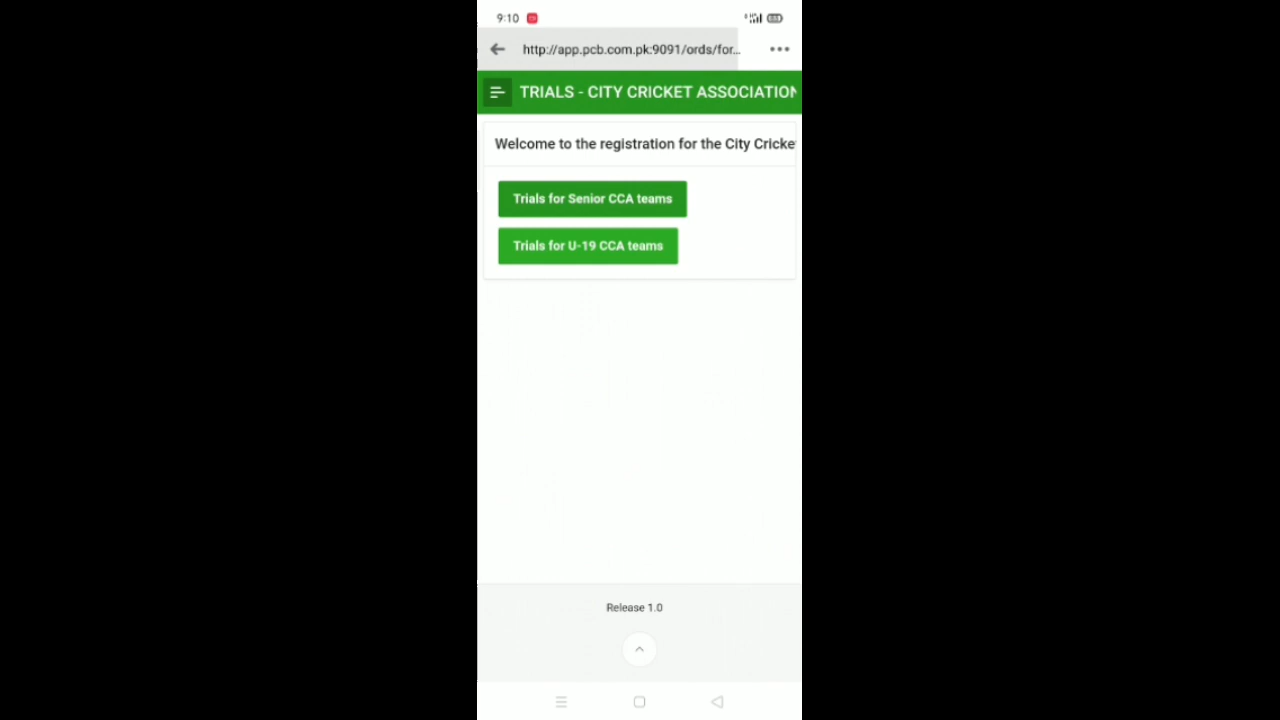 9:10
http://app.pcb.com.pk:9091/ords/for...
TRIALS - CITY CRICKET ASSOCIATION
Welcome to the registration for the City Cricke
Trials for Senior CCA teams
Trials for U-19 CCA teams
Release 1.0